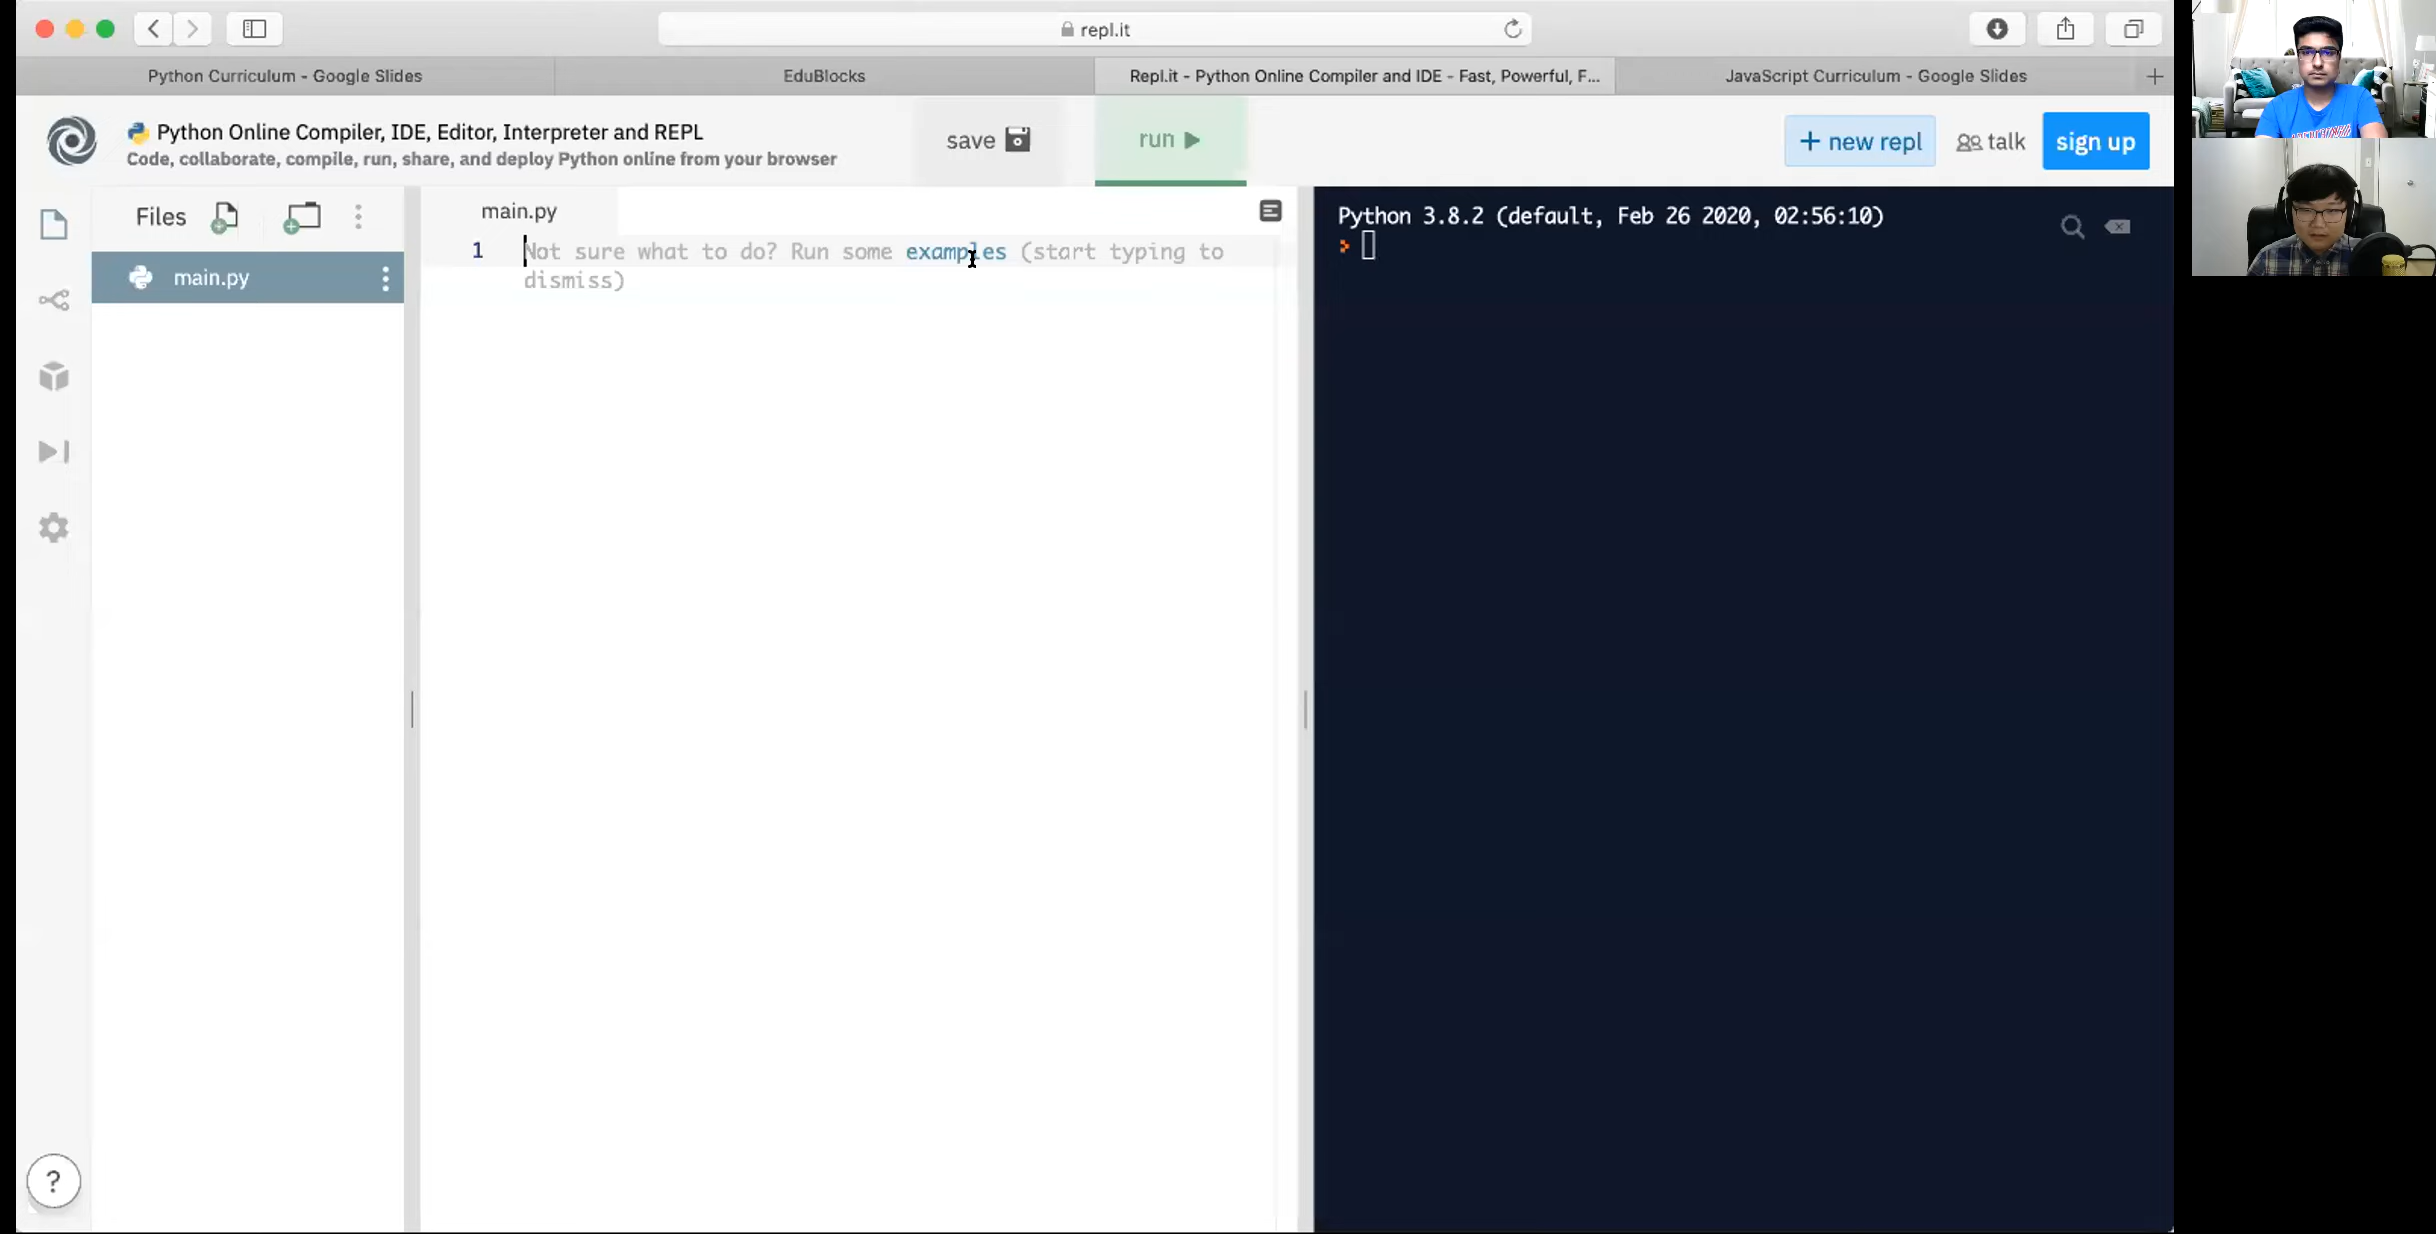 repl.it
Python Curriculum - Google Slides
EduBlocks
Repl.it - Python Online Compiler and IDE - Fast, Powerful, F...
JavaScript Curriculum - Google Slides
Python Online Compiler, IDE, Editor, Interpreter and REPL
Code, collaborate, compile, run, share, and deploy Python online from your browser
save
run
+ new repl
talk
sign up
Files
main.py
main.py
1
Not sure what to do? Run some examples (start typing to
dismiss)
Python 3.8.2 (default, Feb 26 2020, 02:56:10)
?